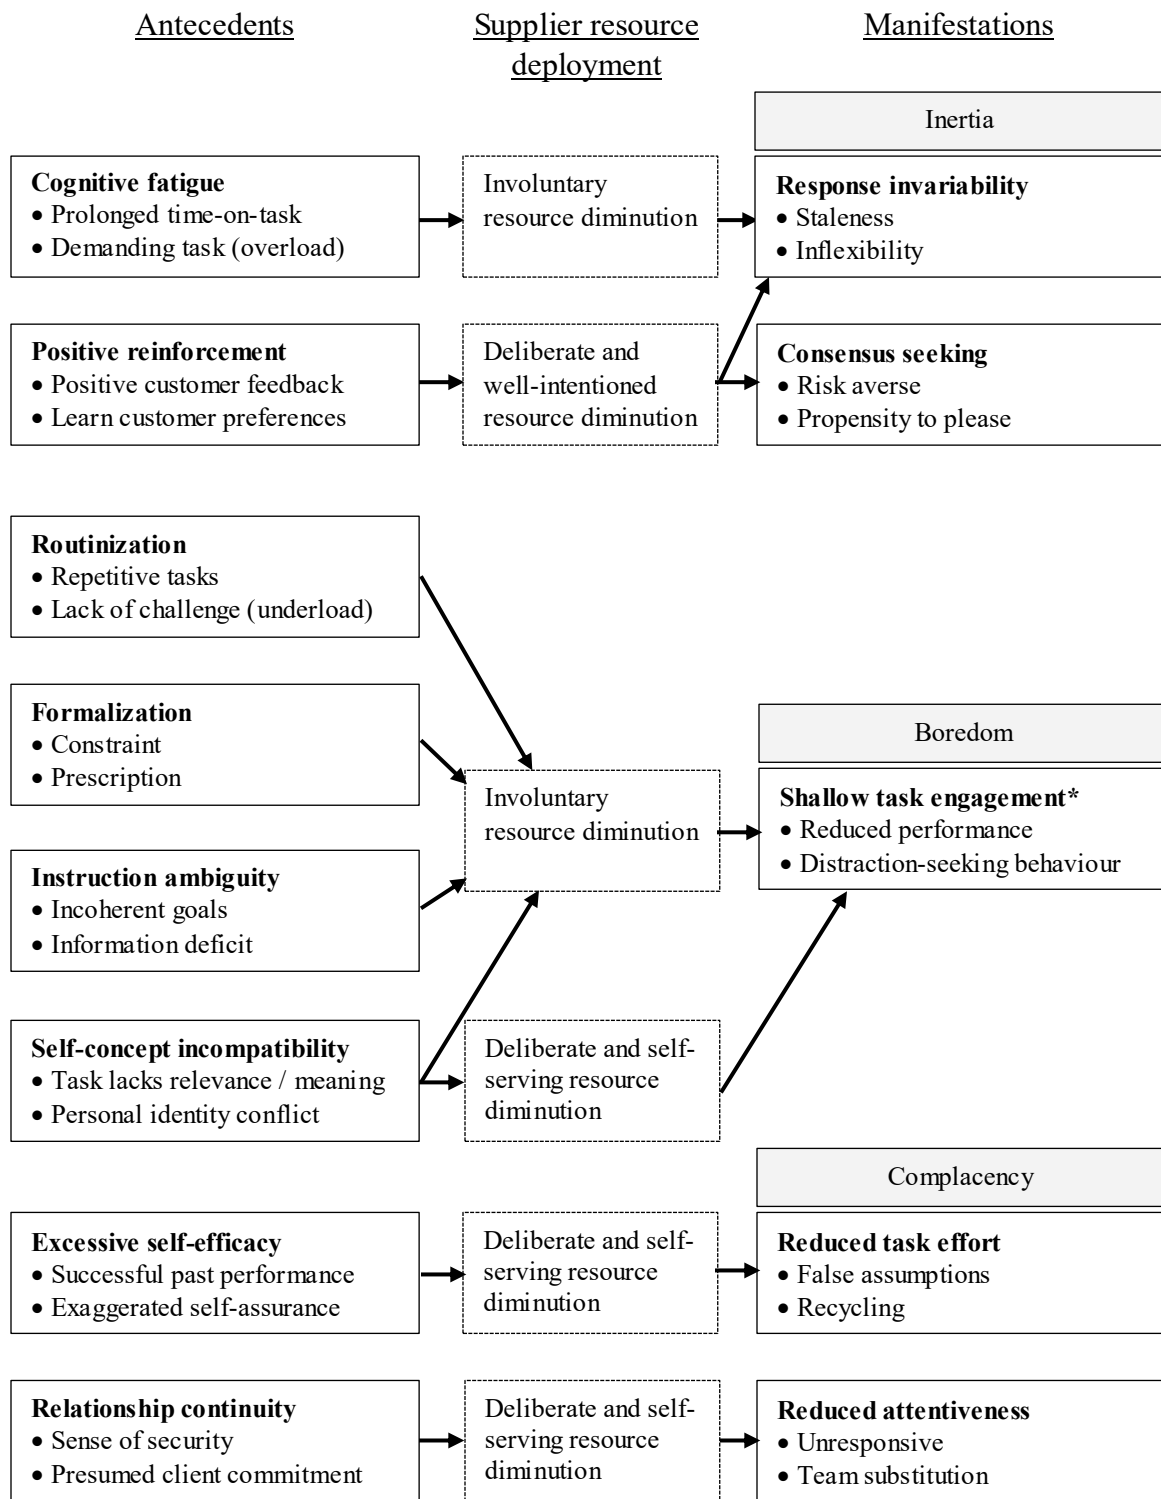 Antecedents
Supplier resource
deployment
Manifestations
Inertia
Cognitive fatigue
• Prolonged time-on-task
• Demanding task (overload)
Involuntary
resource diminution
Response invariability
• Staleness
• Inflexibility
Positive reinforcement
• Positive customer feedback
• Learn customer preferences
Deliberate and
well-intentioned
resource diminution
Consensus seeking
• Risk averse
• Propensity to please
Routinization
• Repetitive tasks
• Lack of challenge (underload)
Formalization
• Constraint
• Prescription
Instruction ambiguity
• Incoherent goals
• Information deficit
Involuntary
resource diminution
Boredom
Shallow task engagement*
• Reduced performance
• Distraction-seeking behaviour
Self-concept incompatibility
• Task lacks relevance / meaning
• Personal identity conflict
Deliberate and self-
serving resource
diminution
Complacency
Excessive self-efficacy
• Successful past performance
• Exaggerated self-assurance
Deliberate and self-
serving resource
diminution
Reduced task effort
• False assumptions
• Recycling
Relationship continuity
• Sense of security
• Presumed client commitment
Deliberate and self-
serving resource
diminution
Reduced attentiveness
• Unresponsive
• Team substitution